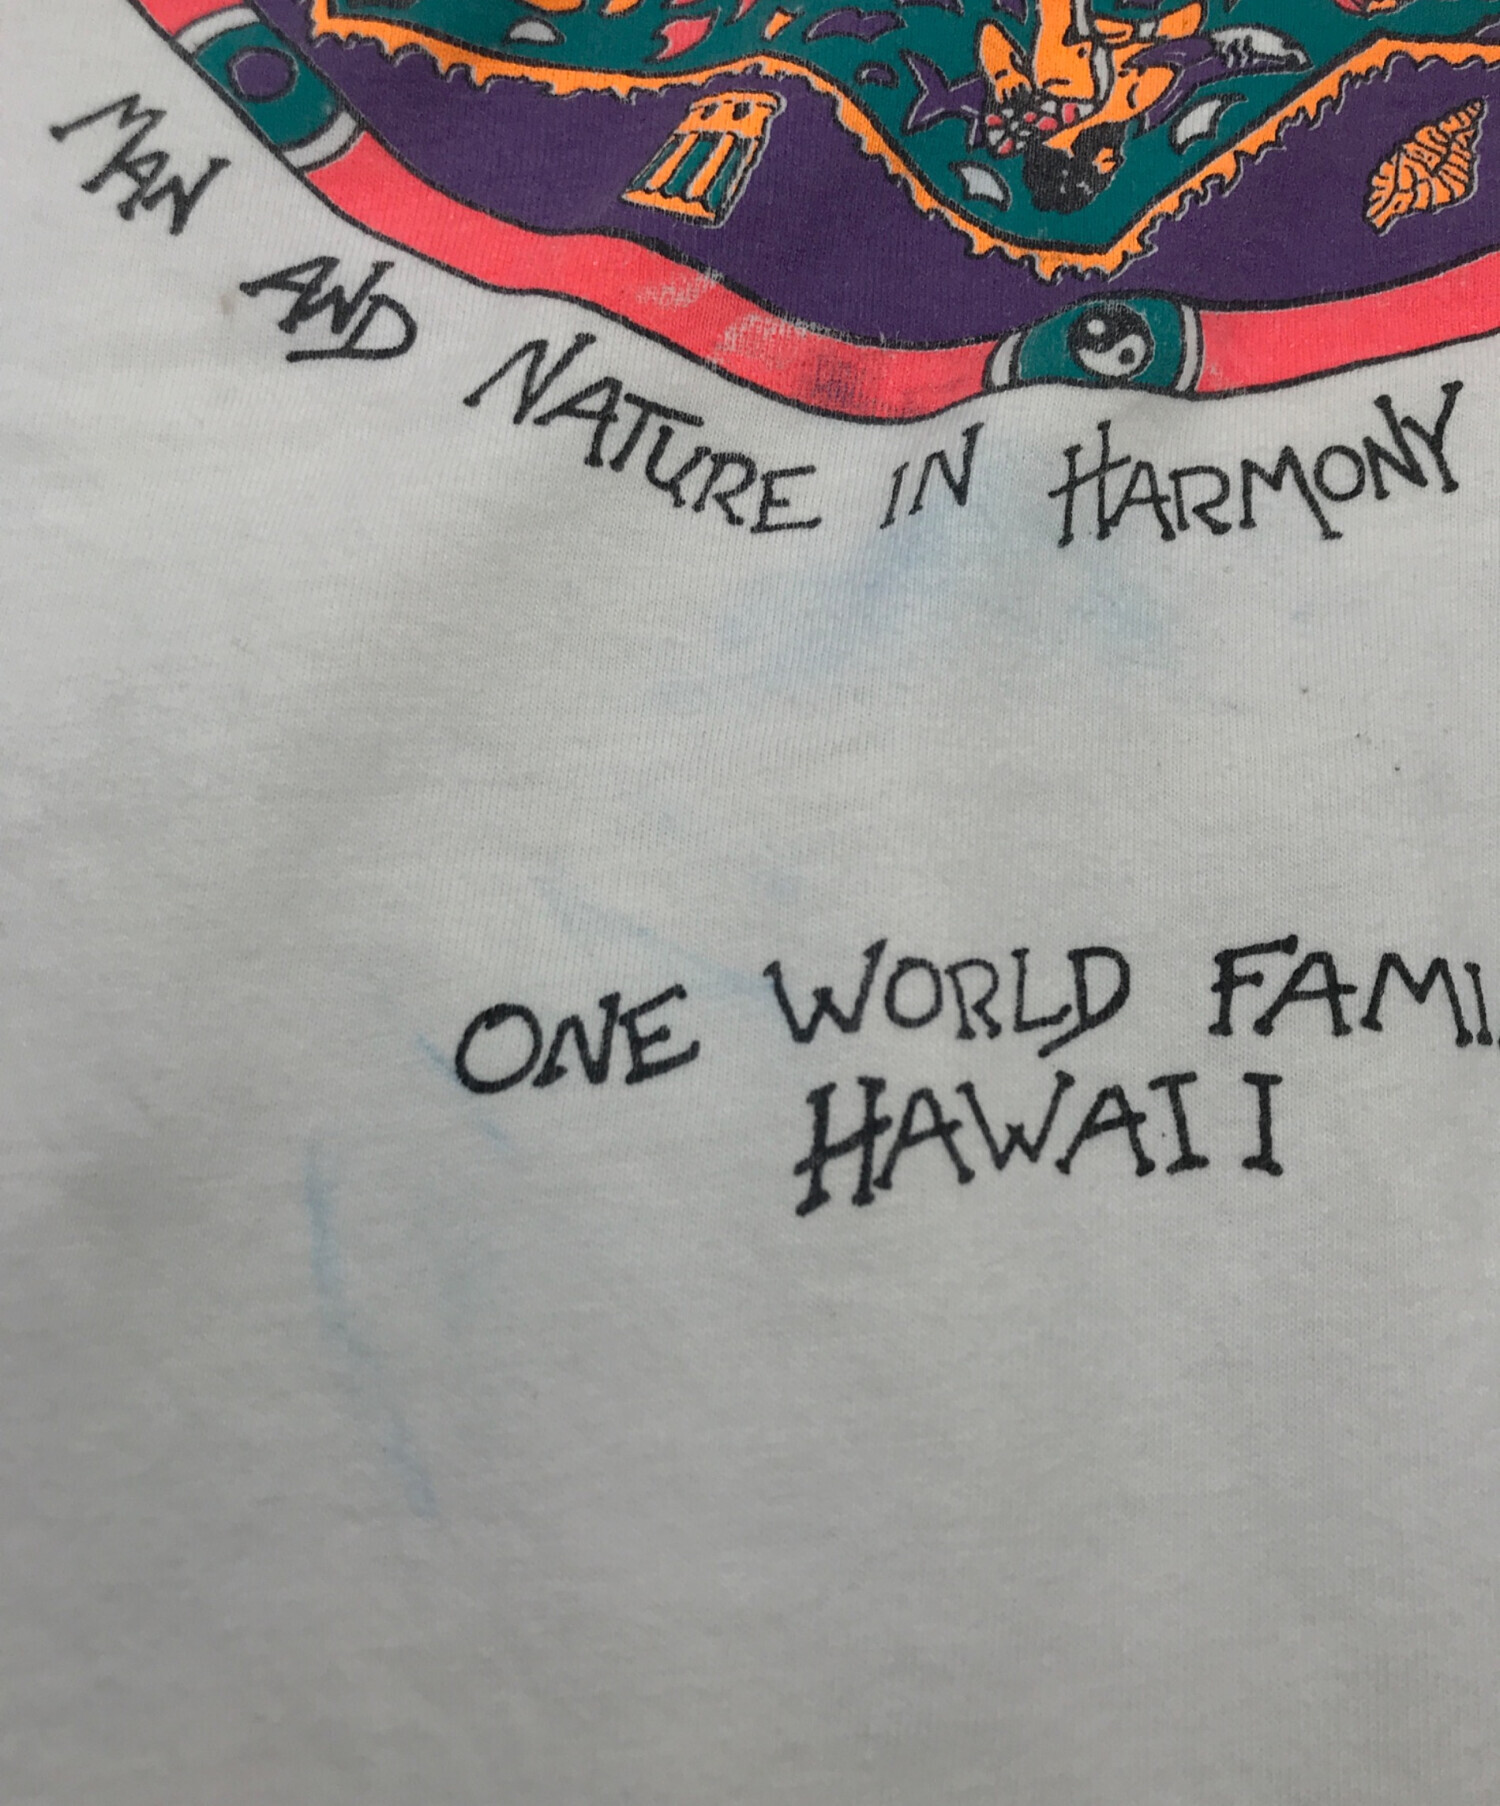 MAN AND NATURE IN HARMONY
ONE WORLD FAMI
HAWAII